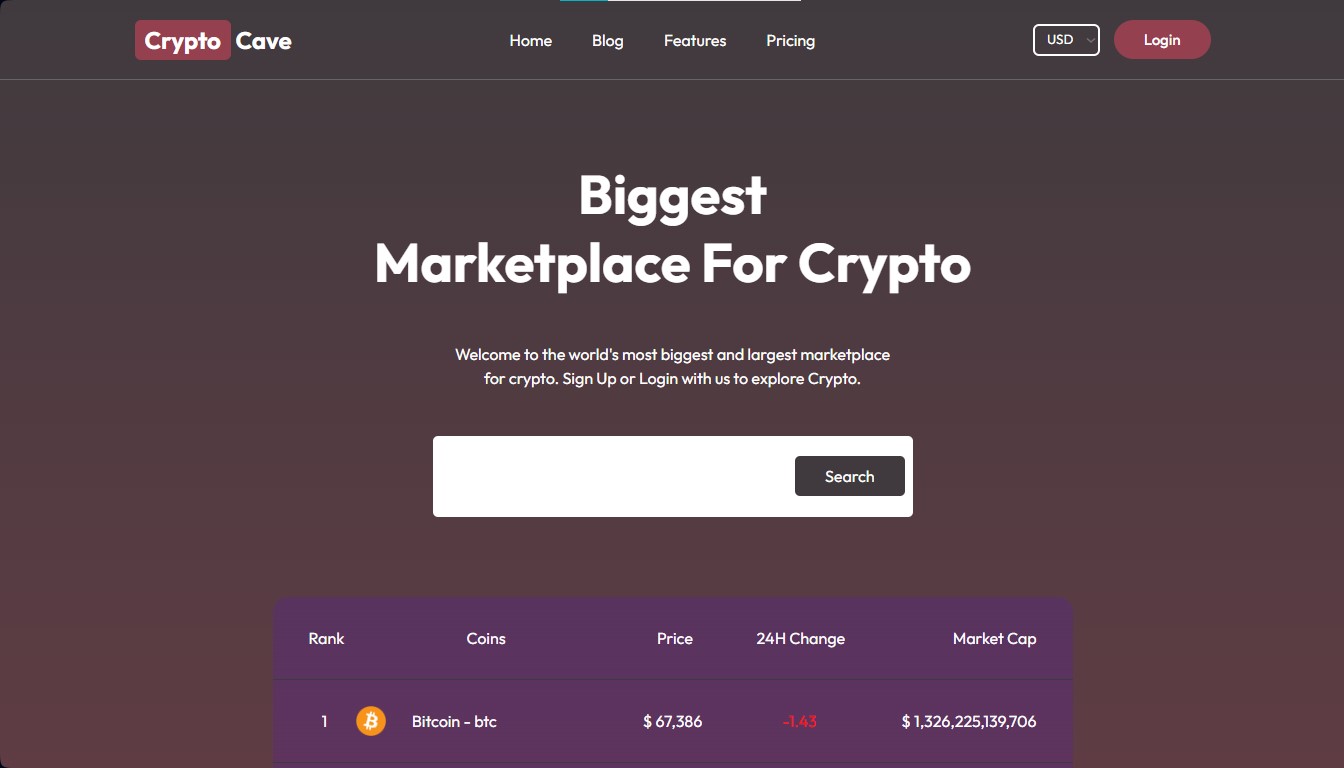 Crypto Cave
Home Blog Features Pricing
USD
Login
Biggest
Marketplace For Crypto
Welcome to the world's most biggest and largest marketplace
for crypto. Sign Up or Login with us to explore Crypto.
Search
Rank Coins Price 24H Change Market Cap
1 Bitcoin - btc $ 67,386 -1.43 $ 1,326,225,139,706